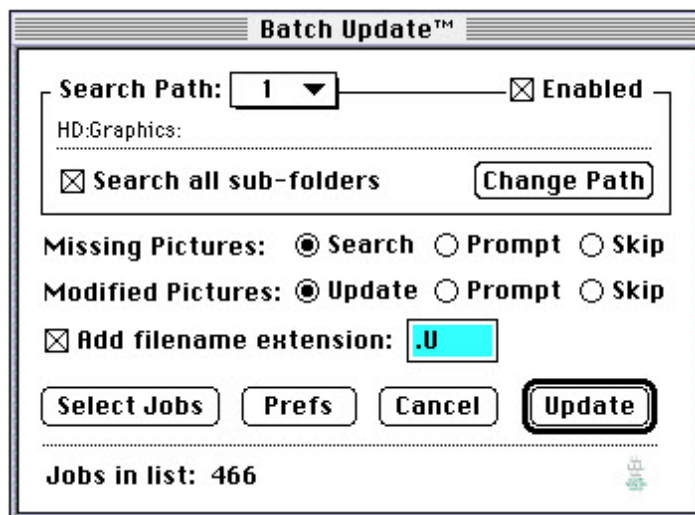 Batch Update™
Search Path: 1 Enabled
HD:Graphics:
Search all sub-folders Change Path
Missing Pictures: Search Prompt Skip
Modified Pictures: Update Prompt Skip
Add filename extension: .U
Select Jobs Prefs Cancel Update
Jobs in list: 466